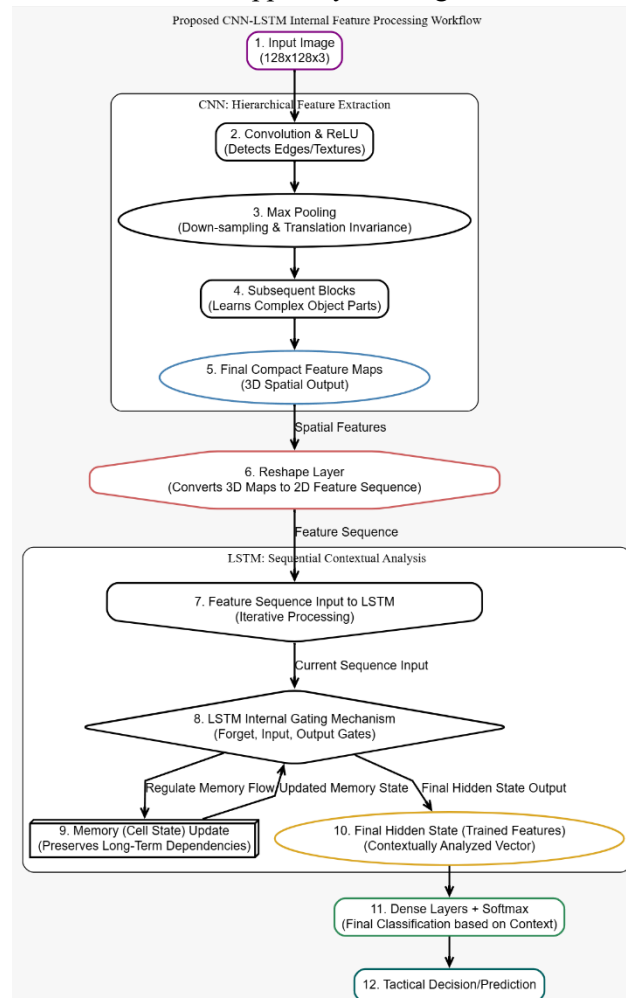 Proposed CNN-LSTM Internal Feature Processing Workflow
1. Input Image
(128x128x3)
CNN: Hierarchical Feature Extraction
2. Convolution & ReLU
(Detects Edges/Textures)
3. Max Pooling
(Down-sampling & Translation Invariance)
4. Subsequent Blocks
(Learns Complex Object Parts)
5. Final Compact Feature Maps
(3D Spatial Output)
Spatial Features
6. Reshape Layer
(Converts 3D Maps to 2D Feature Sequence)
Feature Sequence
LSTM: Sequential Contextual Analysis
7. Feature Sequence Input to LSTM
(Iterative Processing)
Current Sequence Input
8. LSTM Internal Gating Mechanism
(Forget, Input, Output Gates)
Regulate Memory Flow
Updated Memory State
Final Hidden State Output
9. Memory (Cell State) Update
(Preserves Long-Term Dependencies)
10. Final Hidden State (Trained Features)
(Contextually Analyzed Vector)
11. Dense Layers + Softmax
(Final Classification based on Context)
12. Tactical Decision/Prediction